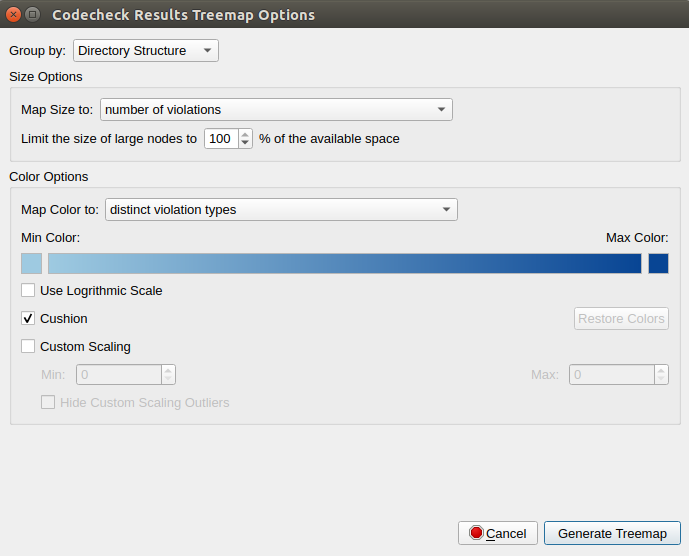 Codecheck Results Treemap Options
Group by: Directory Structure
Size Options
Map Size to: number of violations
Limit the size of large nodes to 100 % of the available space
Color Options
Map Color to: distinct violation types
Min Color: Max Color:
Use Logrithmic Scale
Cushion Restore Colors
Custom Scaling
Min: 0 Max: 0
Hide Custom Scaling Outliers
Cancel Generate Treemap